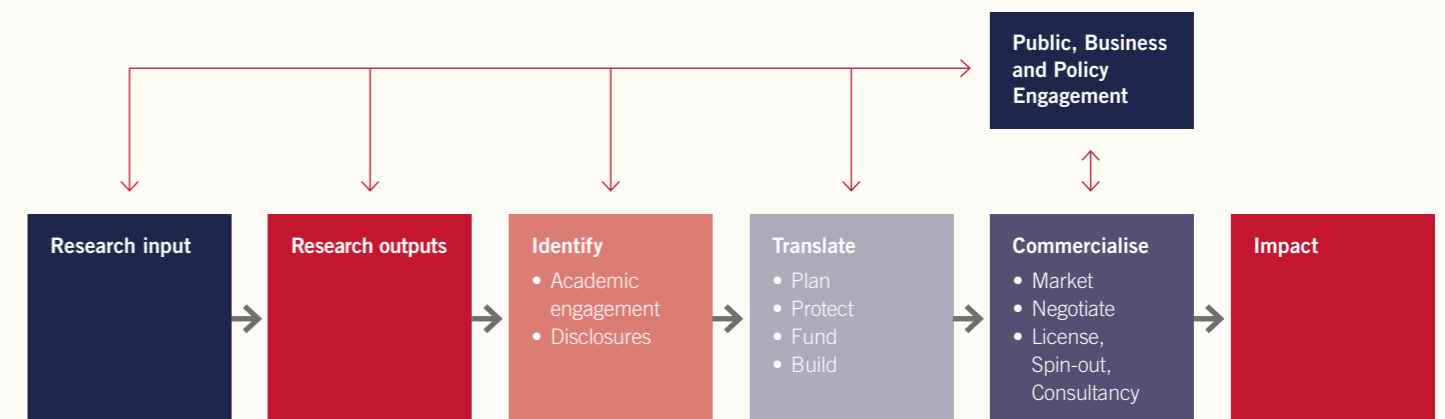 Public, Business
and Policy
Engagement
Research input
Research outputs
Identify
• Academic
engagement
• Disclosures
Translate
• Plan
• Protect
• Fund
• Build
Commercialise
• Market
• Negotiate
• License,
Spin-out,
Consultancy
Impact